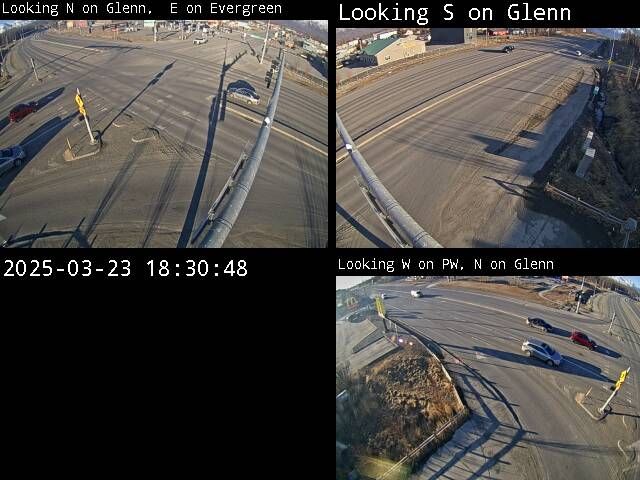 Looking N on Glenn,  E on Evergreen
Looking S on Glenn
2025-03-23 18:30:48
Looking W on PW, N on Glenn